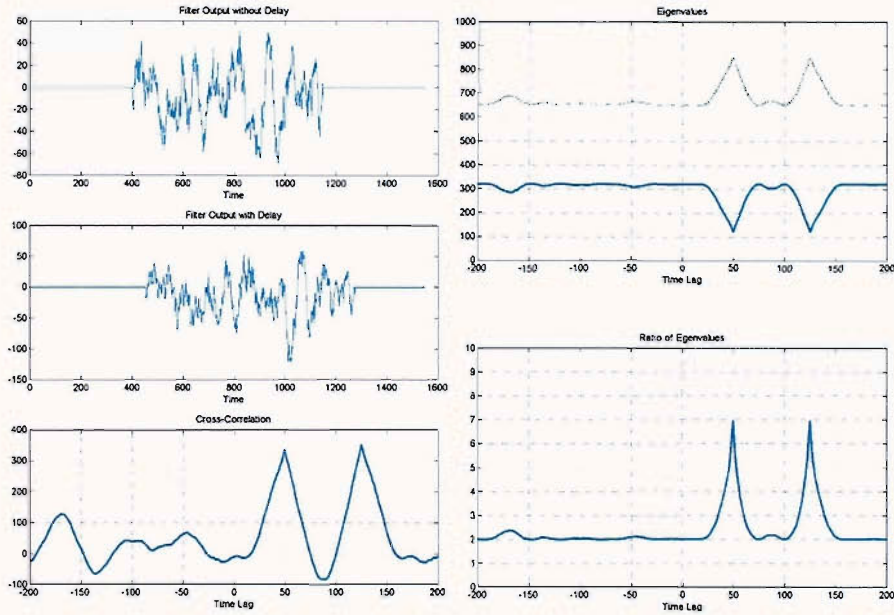 Filter Output without Delay
60
40
20
0
-20
-40
-60
-80
0 200 400 600 800 1000 1200 1400 1600
Time
Filter Output with Delay
100
50
0
-50
-100
-150
0 200 400 600 800 1000 1200 1400 1600
Time
Cross-Correlation
400
300
200
100
0
-100
-200 -150 -100 -50 0 50 100 150 200
Time Lag
Eigenvalues
1000
900
800
700
600
500
400
300
200
100
0
-200 -150 -100 -50 0 50 100 150 200
Time Lag
Ratio of Eigenvalues
10
9
8
7
6
5
4
3
2
1
0
-200 -150 -100 -50 0 50 100 150 200
Time Lag